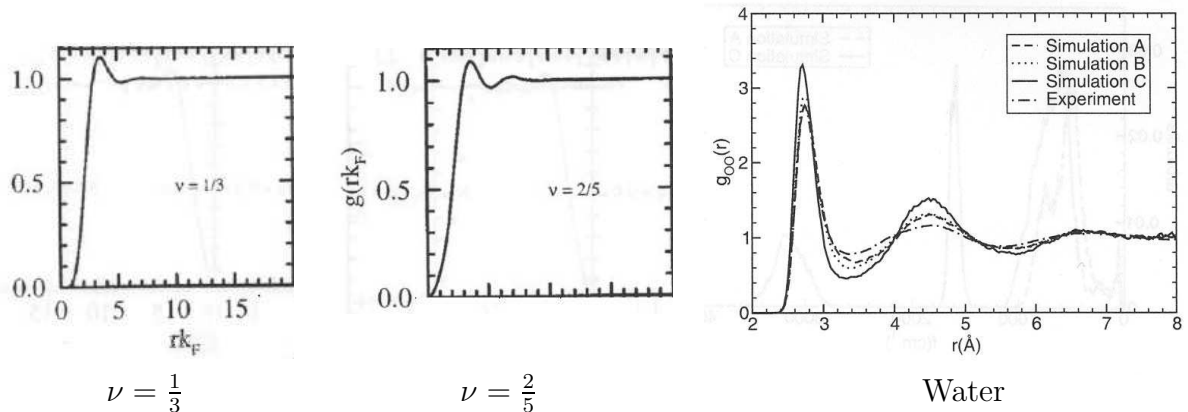 1.0
0.5
0.0
0 5 10 15
rk_F
ν = 1/3
1.0
0.5
0.0
g(rk_F)
ν = 2/5
4
3
2
1
0
g_OO(r)
2 3 4 5 6 7 8
r(Å)
Simulation A
Simulation B
Simulation C
Experiment
ν = 1/3
ν = 2/5
Water